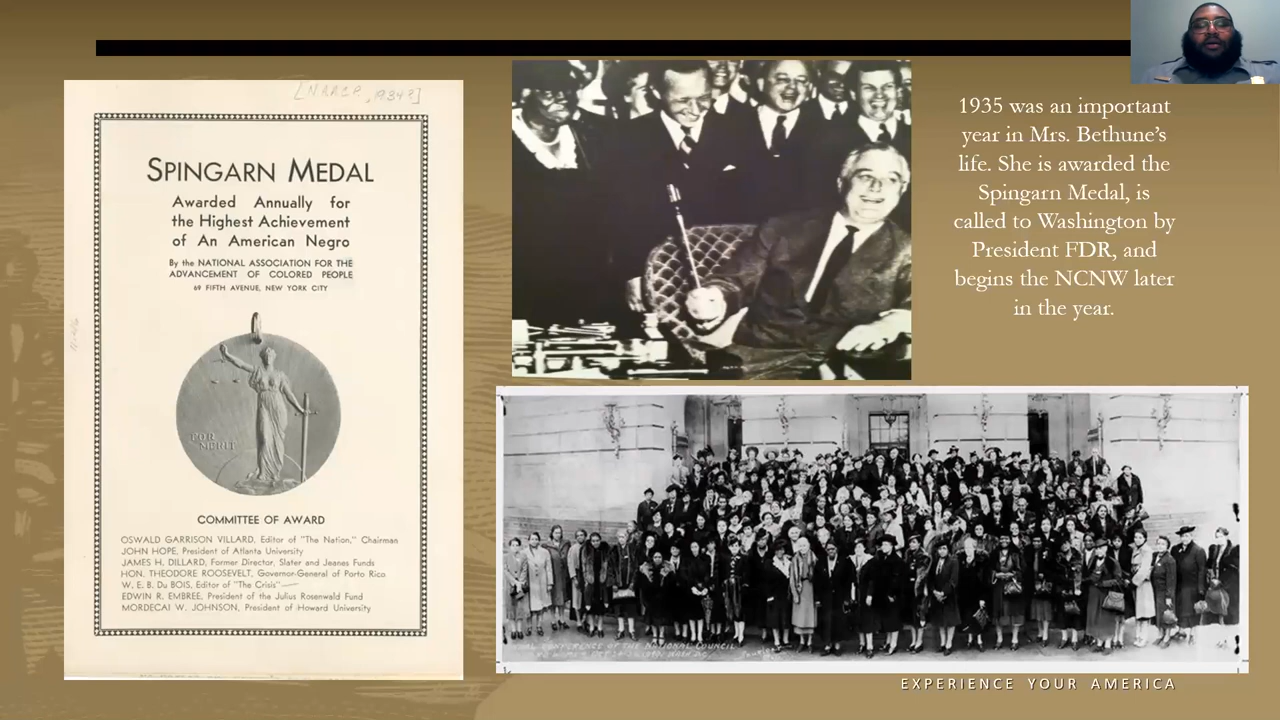 [NAACP, 1934?]
SPINGARN MEDAL
Awarded Annually for
the Highest Achievement
of An American Negro
By the NATIONAL ASSOCIATION FOR THE
ADVANCEMENT OF COLORED PEOPLE
69 FIFTH AVENUE, NEW YORK CITY
FOR
MERIT
COMMITTEE OF AWARD
OSWALD GARRISON VILLARD, Editor of "The Nation," Chairman
JOHN HOPE, President of Atlanta University
JAMES H. DILLARD, Former Director, Slater and Jeanes Funds
HON. THEODORE ROOSEVELT, Governor-General of Porto Rico
W. E. B. Du BOIS, Editor of "The Crisis"
EDWIN R. EMBREE, President of the Julius Rosenwald Fund
MORDECAI W. JOHNSON, President of Howard University
1935 was an important
year in Mrs. Bethune's
life. She is awarded the
Spingarn Medal, is
called to Washington by
President FDR, and
begins the NCNW later
in the year.
CONFERENCE OF THE NATIONAL COUNCIL
EXPERIENCE YOUR AMERICA